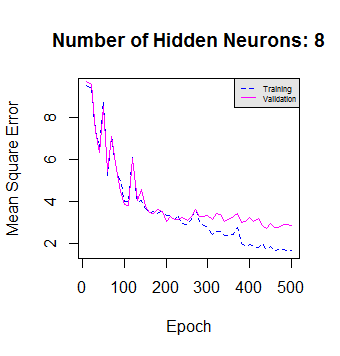 Number of Hidden Neurons: 8
Training
Validation
Mean Square Error
8
6
4
2
0
100
200
300
400
500
Epoch